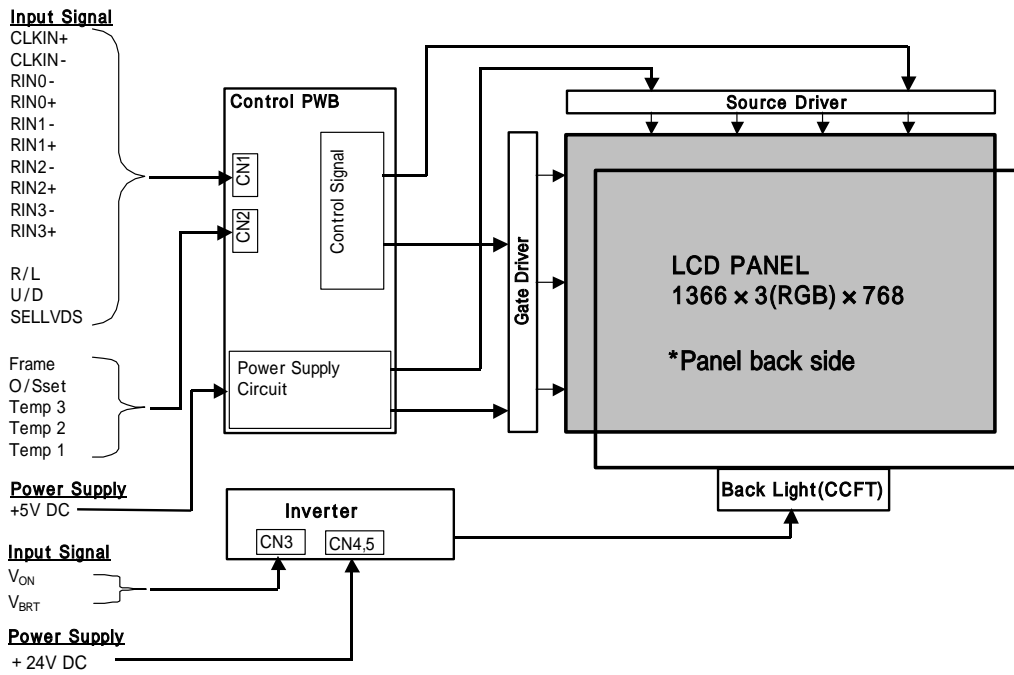 Input Signal
CLKIN+
CLKIN-
RIN0-
RIN0+
RIN1-
RIN1+
RIN2-
RIN2+
RIN3-
RIN3+
R/L
U/D
SELLVDS
Frame
O/Sset
Temp 3
Temp 2
Temp 1
Power Supply
+5V DC
Input Signal
VON
VBRT
Power Supply
+ 24V DC
Control PWB
CN1
CN2
Control Signal
Power Supply
Circuit
Inverter
CN3
CN4,5
Gate Driver
Source Driver
LCD PANEL
1366 × 3(RGB) × 768
*Panel back side
Back Light(CCFT)